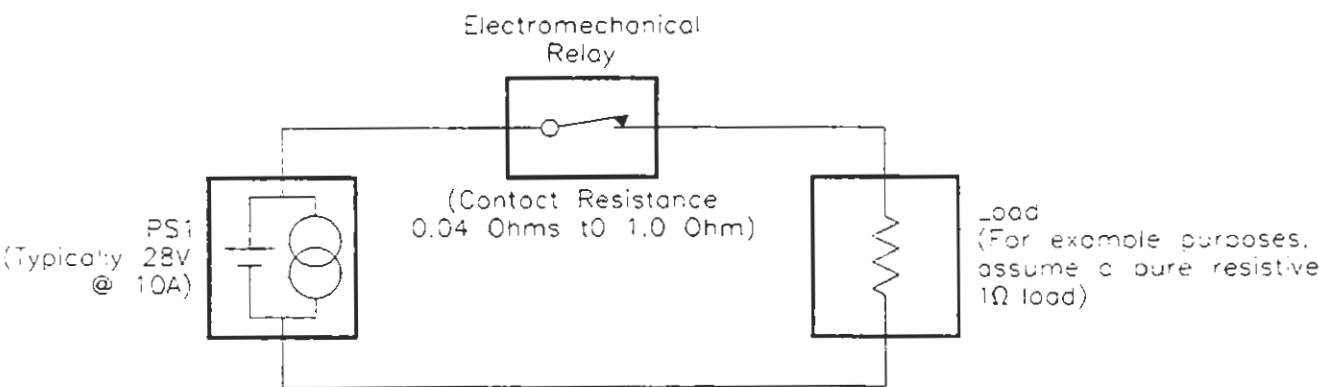 Electromechanical
Relay
(Contact Resistance
0.04 Ohms t0 1.0 Ohm)
PS1
(Typically 28V
@ 10A)
Load
(For example purposes,
assume a pure resistive
1Ω load)